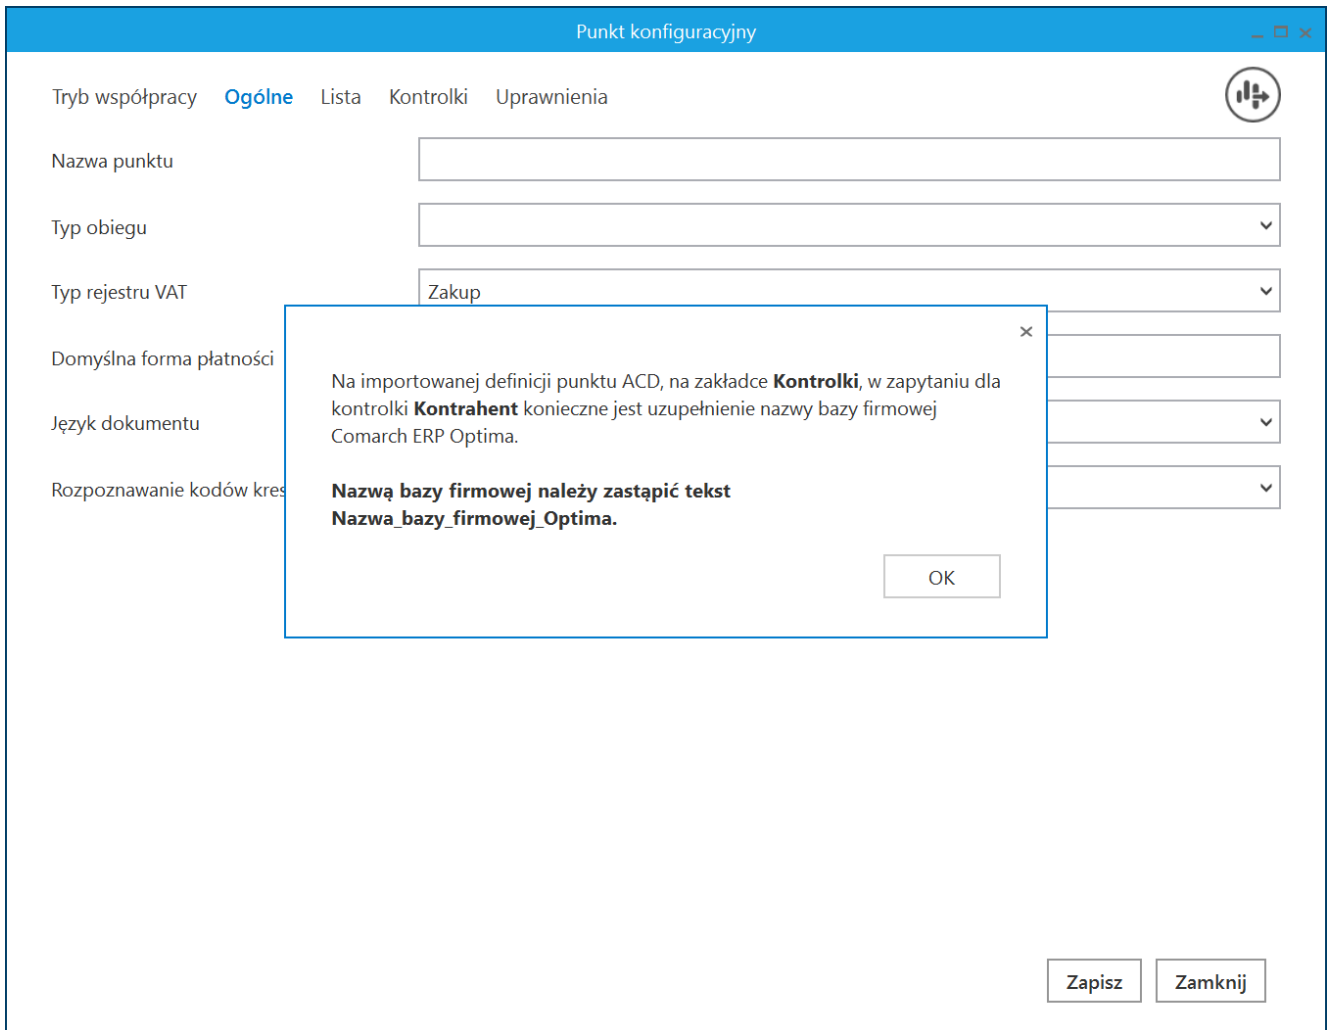 Punkt konfiguracyjny
Tryb współpracy Ogólne Lista Kontrolki Uprawnienia
Nazwa punktu
Typ obiegu
Typ rejestru VAT Zakup
Domyślna forma płatności
Język dokumentu
Rozpoznawanie kodów kres
Na importowanej definicji punktu ACD, na zakładce Kontrolki, w zapytaniu dla
kontrolki Kontrahent konieczne jest uzupełnienie nazwy bazy firmowej
Comarch ERP Optima.
Nazwą bazy firmowej należy zastąpić tekst
Nazwa_bazy_firmowej_Optima.
OK
Zapisz Zamknij